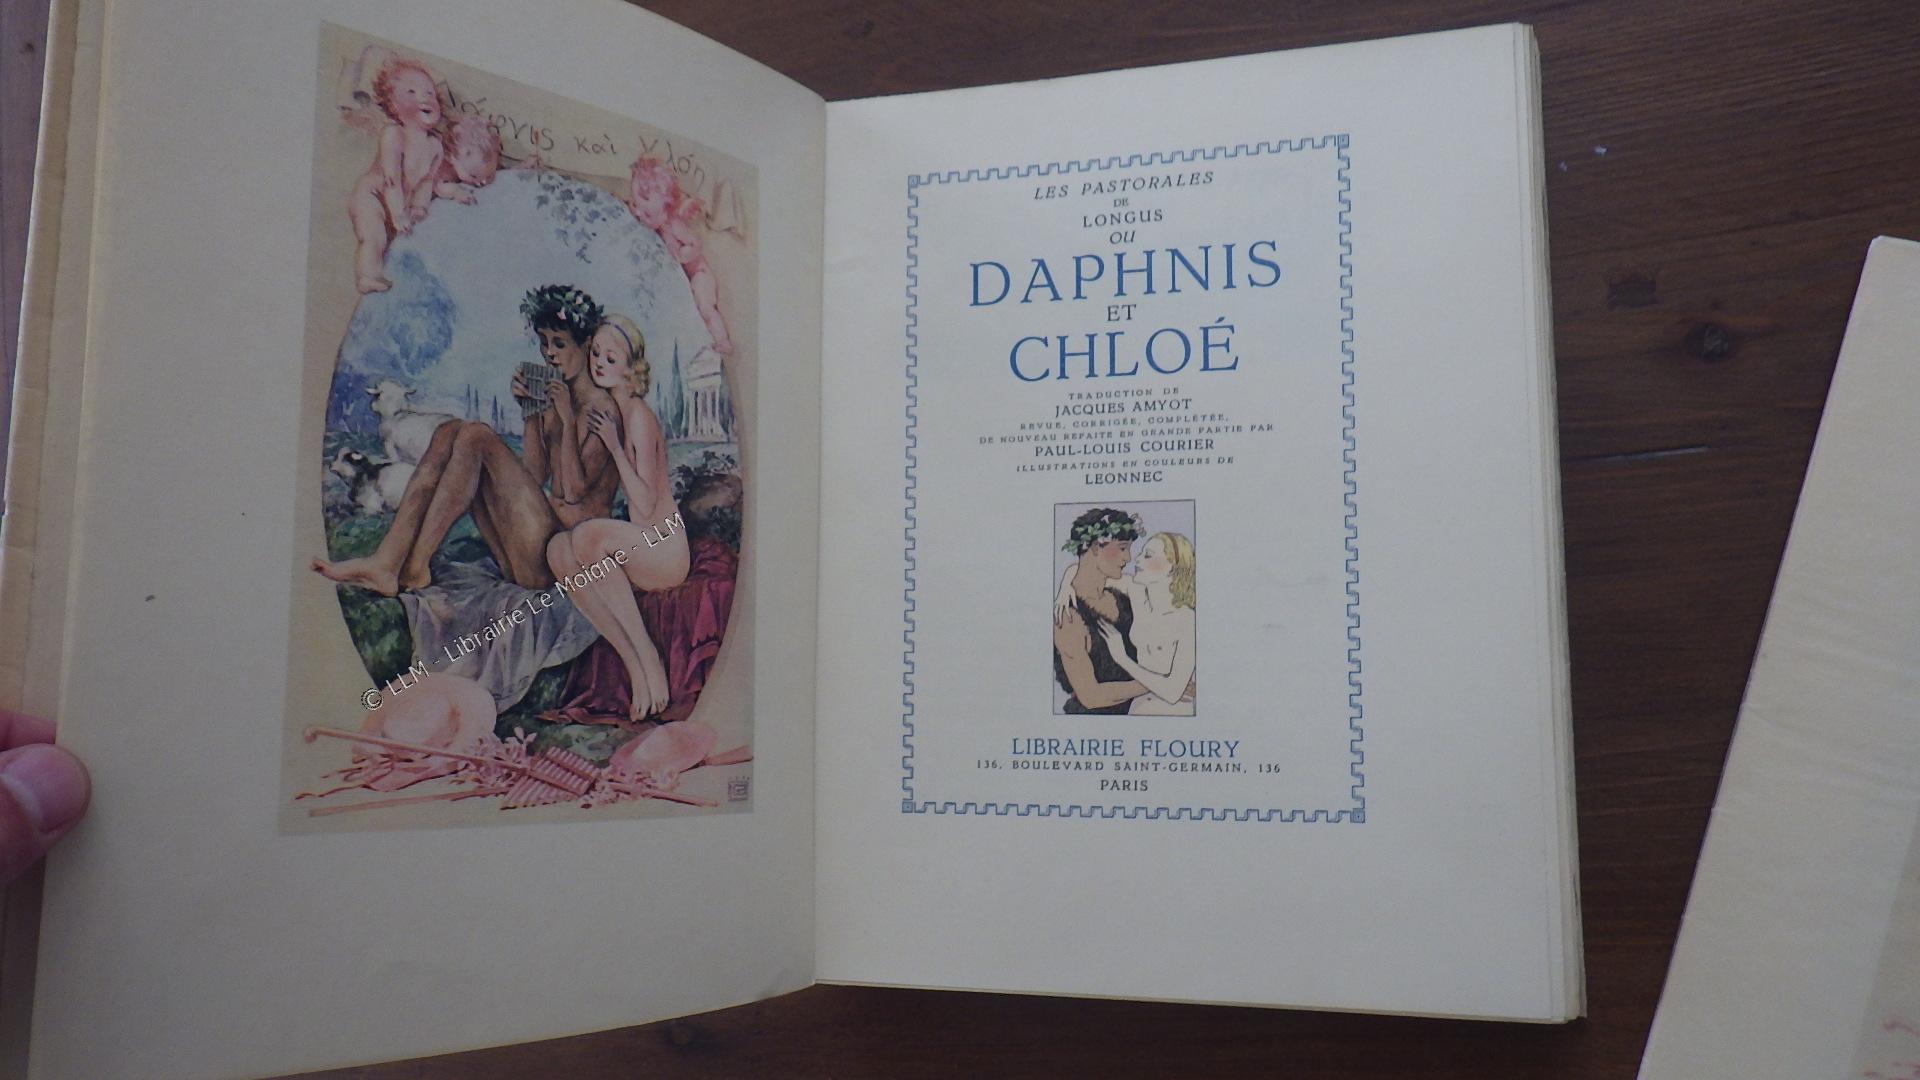 Δάφνις καὶ Χλόη
© LLM - Librairie Le Moigne - LLM
LES PASTORALES
DE
LONGUS
OU
DAPHNIS
ET
CHLOÉ
TRADUCTION DE
JACQUES AMYOT
REVUE, CORRIGÉE, COMPLÉTÉE,
DE NOUVEAU REFAITE EN GRANDE PARTIE PAR
PAUL-LOUIS COURIER
ILLUSTRATIONS EN COULEURS DE
LEONNEC
LIBRAIRIE FLOURY
136, BOULEVARD SAINT-GERMAIN, 136
PARIS